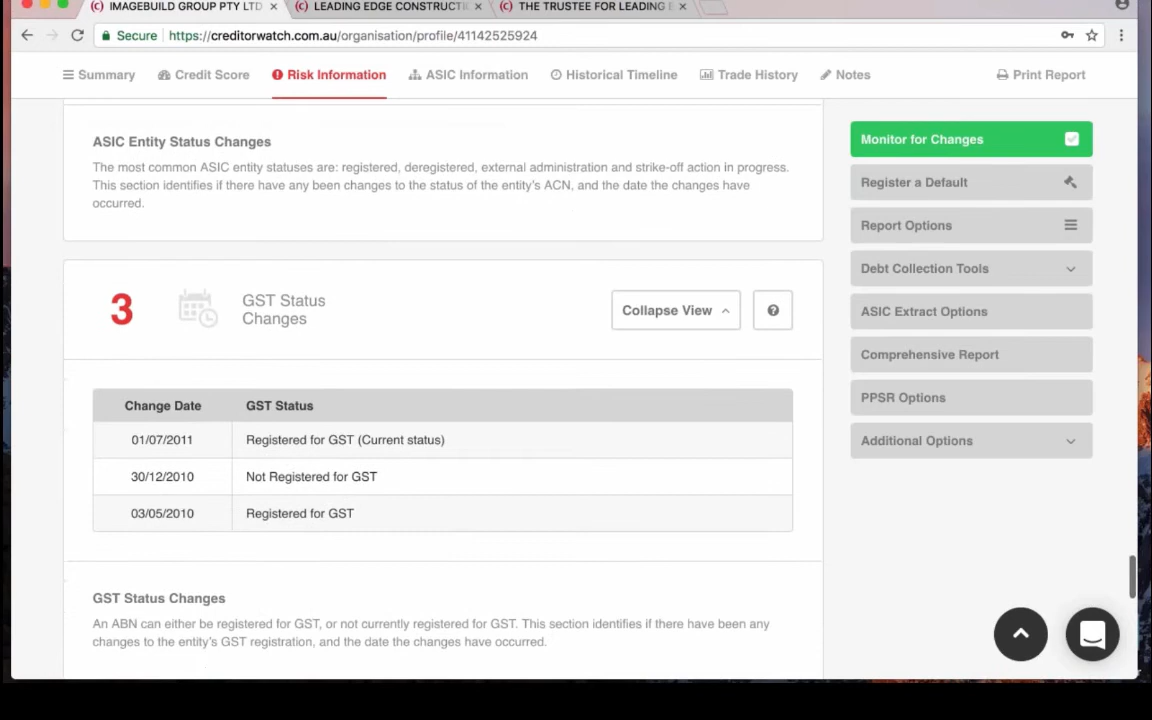 IMAGEBUILD GROUP PTY LTD
LEADING EDGE CONSTRUCTI
THE TRUSTEE FOR LEADING E
Secure https://creditorwatch.com.au/organisation/profile/41142525924
Summary
Credit Score
Risk Information
ASIC Information
Historical Timeline
Trade History
Notes
Print Report
ASIC Entity Status Changes
The most common ASIC entity statuses are: registered, deregistered, external administration and strike-off action in progress.
This section identifies if there have any been changes to the status of the entity's ACN, and the date the changes have
occurred.
3
GST Status
Changes
Collapse View
Change Date GST Status
01/07/2011 Registered for GST (Current status)
30/12/2010 Not Registered for GST
03/05/2010 Registered for GST
GST Status Changes
An ABN can either be registered for GST, or not currently registered for GST. This section identifies if there have been any
changes to the entity's GST registration, and the date the changes have occurred.
Monitor for Changes
Register a Default
Report Options
Debt Collection Tools
ASIC Extract Options
Comprehensive Report
PPSR Options
Additional Options